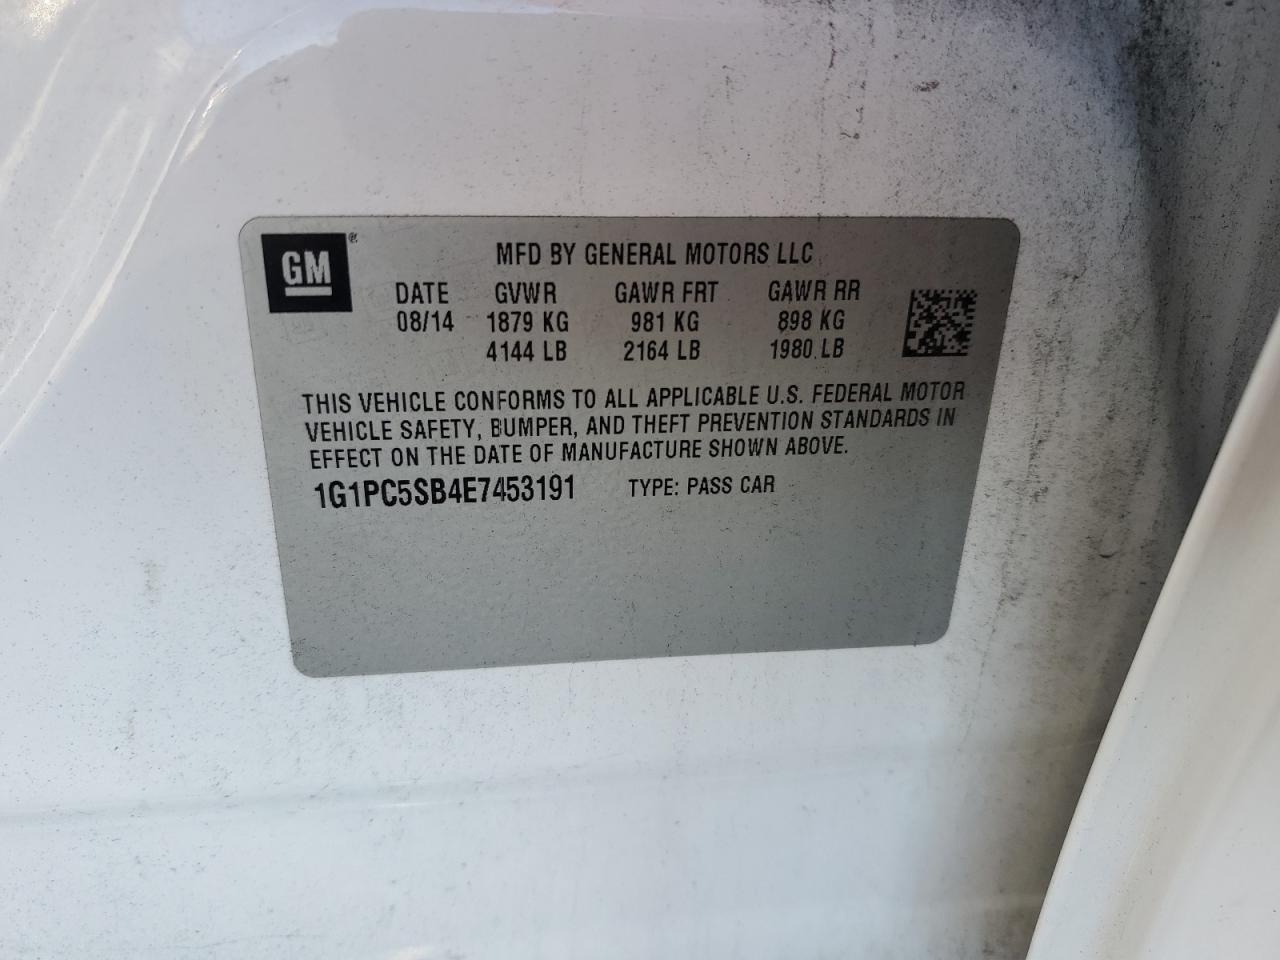 GM®
MFD BY GENERAL MOTORS LLC
DATE GVWR GAWR FRT GAWR RR
08/14 1879 KG 981 KG 898 KG
4144 LB 2164 LB 1980 LB
THIS VEHICLE CONFORMS TO ALL APPLICABLE U.S. FEDERAL MOTOR
VEHICLE SAFETY, BUMPER, AND THEFT PREVENTION STANDARDS IN
EFFECT ON THE DATE OF MANUFACTURE SHOWN ABOVE.
1G1PC5SB4E7453191 TYPE: PASS CAR